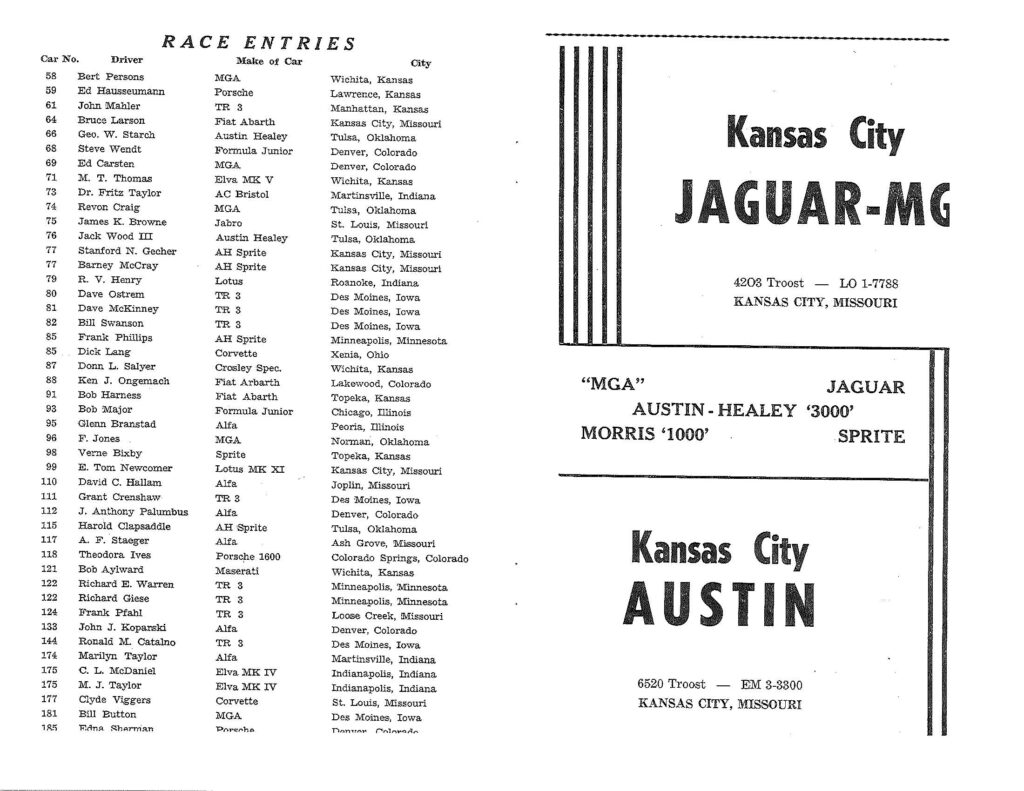 RACE ENTRIES
Car No. Driver Make of Car City
58 Bert Persons MGA Wichita, Kansas
59 Ed Hausseumann Porsche Lawrence, Kansas
61 John Mahler TR 3 Manhattan, Kansas
64 Bruce Larson Fiat Abarth Kansas City, Missouri
66 Geo. W. Starch Austin Healey Tulsa, Oklahoma
68 Steve Wendt Formula Junior Denver, Colorado
69 Ed Carsten MGA Denver, Colorado
71 M. T. Thomas Elva MK V Wichita, Kansas
73 Dr. Fritz Taylor AC Bristol Martinsville, Indiana
74 Revon Craig MGA Tulsa, Oklahoma
75 James K. Browne Jabro St. Louis, Missouri
76 Jack Wood III Austin Healey Tulsa, Oklahoma
77 Stanford N. Gecher AH Sprite Kansas City, Missouri
77 Barney McCray AH Sprite Kansas City, Missouri
79 R. V. Henry Lotus Roanoke, Indiana
80 Dave Ostrem TR 3 Des Moines, Iowa
81 Dave McKinney TR 3 Des Moines, Iowa
82 Bill Swanson TR 3 Des Moines, Iowa
85 Frank Phillips AH Sprite Minneapolis, Minnesota
85 Dick Lang Corvette Xenia, Ohio
87 Donn L. Salyer Crosley Spec. Wichita, Kansas
88 Ken J. Ongemach Fiat Arbarth Lakewood, Colorado
91 Bob Harness Fiat Abarth Topeka, Kansas
93 Bob Major Formula Junior Chicago, Illinois
95 Glenn Branstad Alfa Peoria, Illinois
96 F. Jones MGA Norman, Oklahoma
98 Verne Bixby Sprite Topeka, Kansas
99 E. Tom Newcomer Lotus MK XI Kansas City, Missouri
110 David C. Hallam Alfa Joplin, Missouri
111 Grant Crenshaw TR 3 Des Moines, Iowa
112 J. Anthony Palumbus Alfa Denver, Colorado
115 Harold Clapsaddle AH Sprite Tulsa, Oklahoma
117 A. F. Staeger Alfa Ash Grove, Missouri
118 Theodora Ives Porsche 1600 Colorado Springs, Colorado
121 Bob Aylward Maserati Wichita, Kansas
122 Richard E. Warren TR 3 Minneapolis, Minnesota
122 Richard Giese TR 3 Minneapolis, Minnesota
124 Frank Pfahl TR 3 Loose Creek, Missouri
133 John J. Koparski Alfa Denver, Colorado
144 Ronald M. Catalno TR 3 Des Moines, Iowa
174 Marilyn Taylor Alfa Martinsville, Indiana
175 C. L. McDaniel Elva MK IV Indianapolis, Indiana
175 M. J. Taylor Elva MK IV Indianapolis, Indiana
177 Clyde Viggers Corvette St. Louis, Missouri
181 Bill Button MGA Des Moines, Iowa
185 Edna Sherman Porsche Denver, Colorado
Kansas City
JAGUAR-MG
4203 Troost — LO 1-7788
KANSAS CITY, MISSOURI
“MGA” JAGUAR
AUSTIN-HEALEY ‘3000’
MORRIS ‘1000’ SPRITE
Kansas City
AUSTIN
6520 Troost — EM 3-3300
KANSAS CITY, MISSOURI